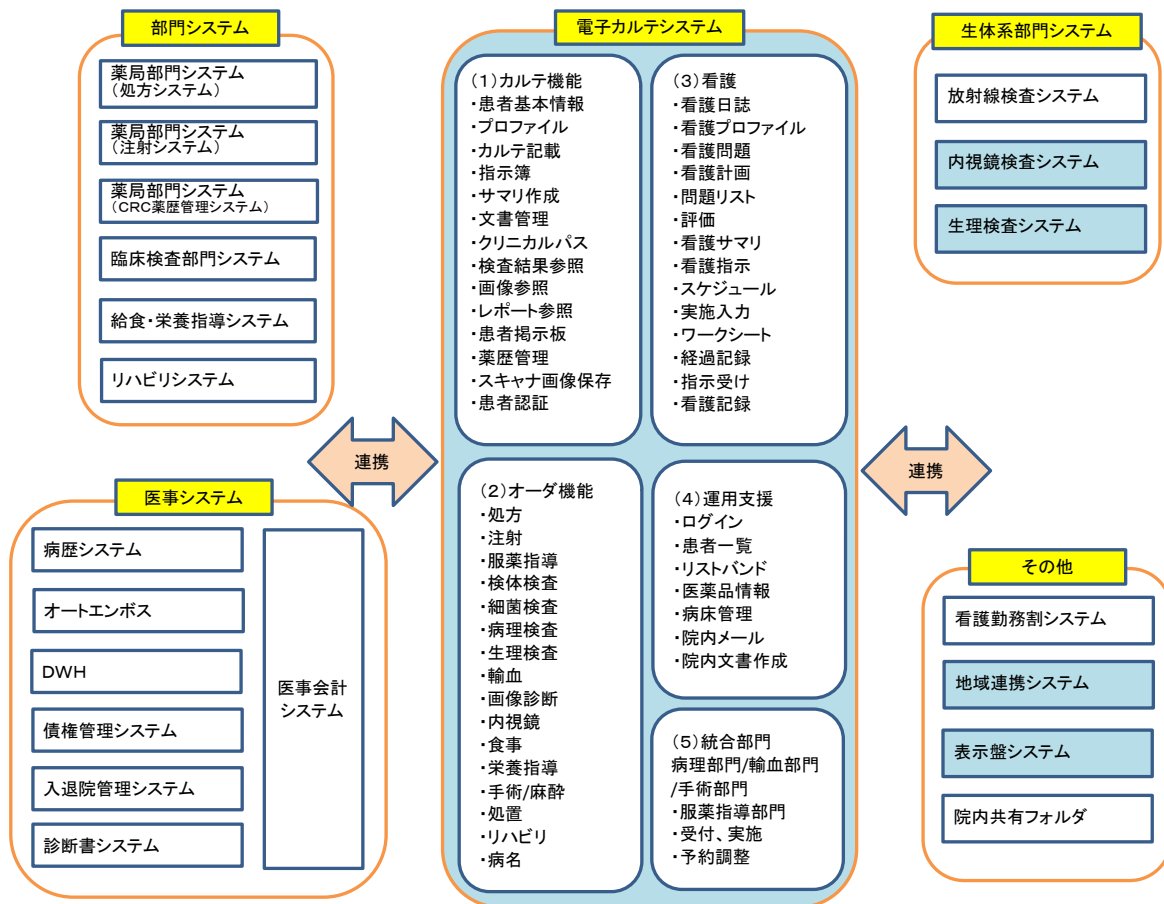 部門システム
薬局部門システム
（処方システム）
薬局部門システム
（注射システム）
薬局部門システム
（CRC薬歴管理システム）
臨床検査部門システム
給食・栄養指導システム
リハビリシステム
医事システム
病歴システム
オートエンボス
DWH
債権管理システム
入退院管理システム
診断書システム
医事会計
システム
連携
電子カルテシステム
（1）カルテ機能
・患者基本情報
・プロファイル
・カルテ記載
・指示簿
・サマリ作成
・文書管理
・クリニカルパス
・検査結果参照
・画像参照
・レポート参照
・患者掲示板
・薬歴管理
・スキャナ画像保存
・患者認証
（2）オーダ機能
・処方
・注射
・服薬指導
・検体検査
・細菌検査
・病理検査
・生理検査
・輸血
・画像診断
・内視鏡
・食事
・栄養指導
・手術/麻酔
・処置
・リハビリ
・病名
（3）看護
・看護日誌
・看護プロファイル
・看護問題
・看護計画
・問題リスト
・評価
・看護サマリ
・看護指示
・スケジュール
・実施入力
・ワークシート
・経過記録
・指示受け
・看護記録
（4）運用支援
・ログイン
・患者一覧
・リストバンド
・医薬品情報
・病床管理
・院内メール
・院内文書作成
（5）統合部門
病理部門/輸血部門
/手術部門
・服薬指導部門
・受付、実施
・予約調整
連携
生体系部門システム
放射線検査システム
内視鏡検査システム
生理検査システム
その他
看護勤務割システム
地域連携システム
表示盤システム
院内共有フォルダ